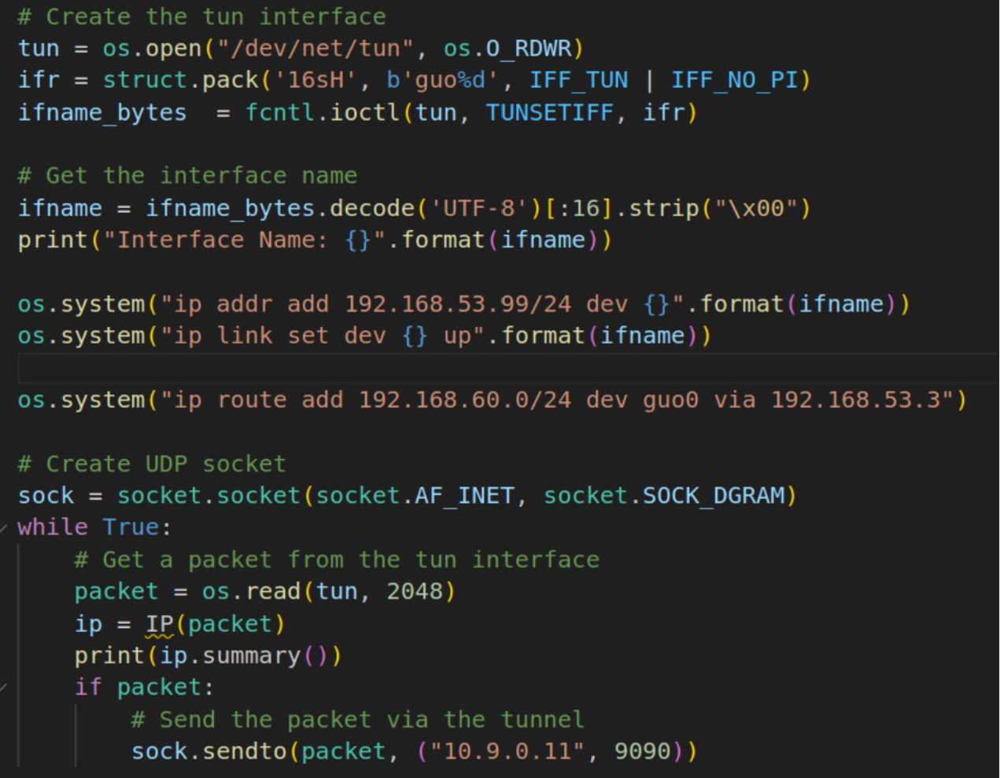 # Create the tun interface
tun = os.open("/dev/net/tun", os.O_RDWR)
ifr = struct.pack('16sH', b'guo%d', IFF_TUN | IFF_NO_PI)
ifname_bytes  = fcntl.ioctl(tun, TUNSETIFF, ifr)

# Get the interface name
ifname = ifname_bytes.decode('UTF-8')[:16].strip("\x00")
print("Interface Name: {}".format(ifname))

os.system("ip addr add 192.168.53.99/24 dev {}".format(ifname))
os.system("ip link set dev {} up".format(ifname))

os.system("ip route add 192.168.60.0/24 dev guo0 via 192.168.53.3")

# Create UDP socket
sock = socket.socket(socket.AF_INET, socket.SOCK_DGRAM)
while True:
    # Get a packet from the tun interface
    packet = os.read(tun, 2048)
    ip = IP(packet)
    print(ip.summary())
    if packet:
        # Send the packet via the tunnel
        sock.sendto(packet, ("10.9.0.11", 9090))